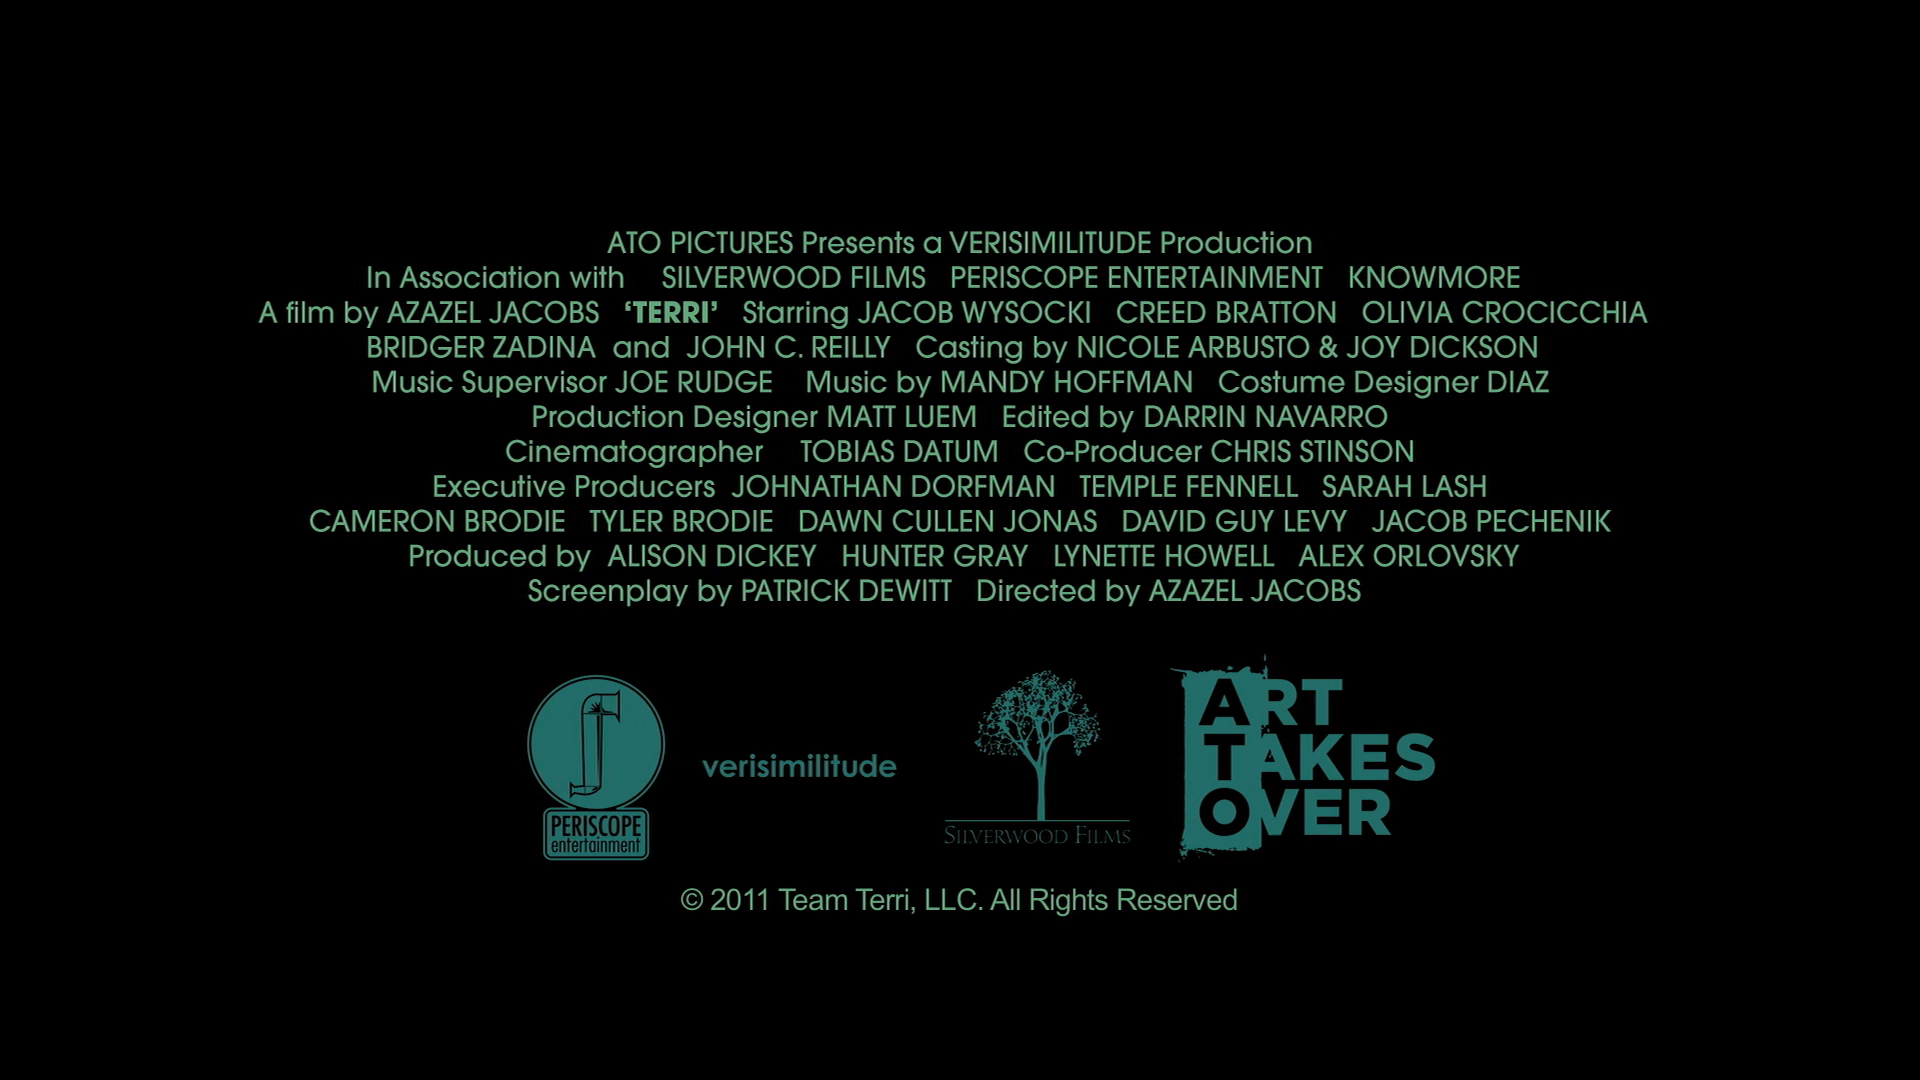 ATO PICTURES Presents a VERISIMILITUDE Production
In Association with SILVERWOOD FILMS PERISCOPE ENTERTAINMENT KNOWMORE
A film by AZAZEL JACOBS ‘TERRI’ Starring JACOB WYSOCKI CREED BRATTON OLIVIA CROCICCHIA
BRIDGER ZADINA and JOHN C. REILLY Casting by NICOLE ARBUSTO & JOY DICKSON
Music Supervisor JOE RUDGE Music by MANDY HOFFMAN Costume Designer DIAZ
Production Designer MATT LUEM Edited by DARRIN NAVARRO
Cinematographer TOBIAS DATUM Co-Producer CHRIS STINSON
Executive Producers JOHNATHAN DORFMAN TEMPLE FENNELL SARAH LASH
CAMERON BRODIE TYLER BRODIE DAWN CULLEN JONAS DAVID GUY LEVY JACOB PECHENIK
Produced by ALISON DICKEY HUNTER GRAY LYNETTE HOWELL ALEX ORLOVSKY
Screenplay by PATRICK DEWITT Directed by AZAZEL JACOBS
PERISCOPE
entertainment
verisimilitude
SILVERWOOD FILMS
ART
TAKES
OVER
© 2011 Team Terri, LLC. All Rights Reserved